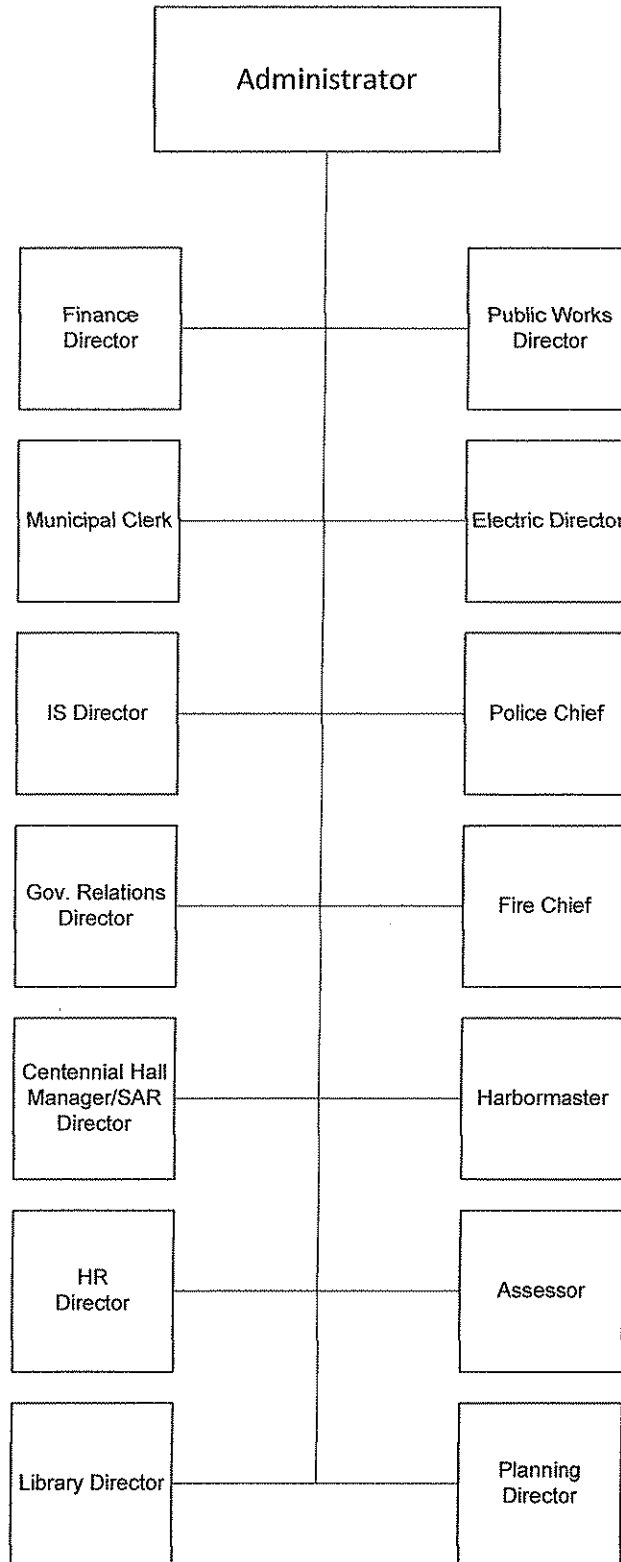 Administrator
Finance
Director
Public Works
Director
Municipal Clerk
Electric Director
IS Director
Police Chief
Gov. Relations
Director
Fire Chief
Centennial Hall
Manager/SAR
Director
Harbormaster
HR
Director
Assessor
Library Director
Planning
Director